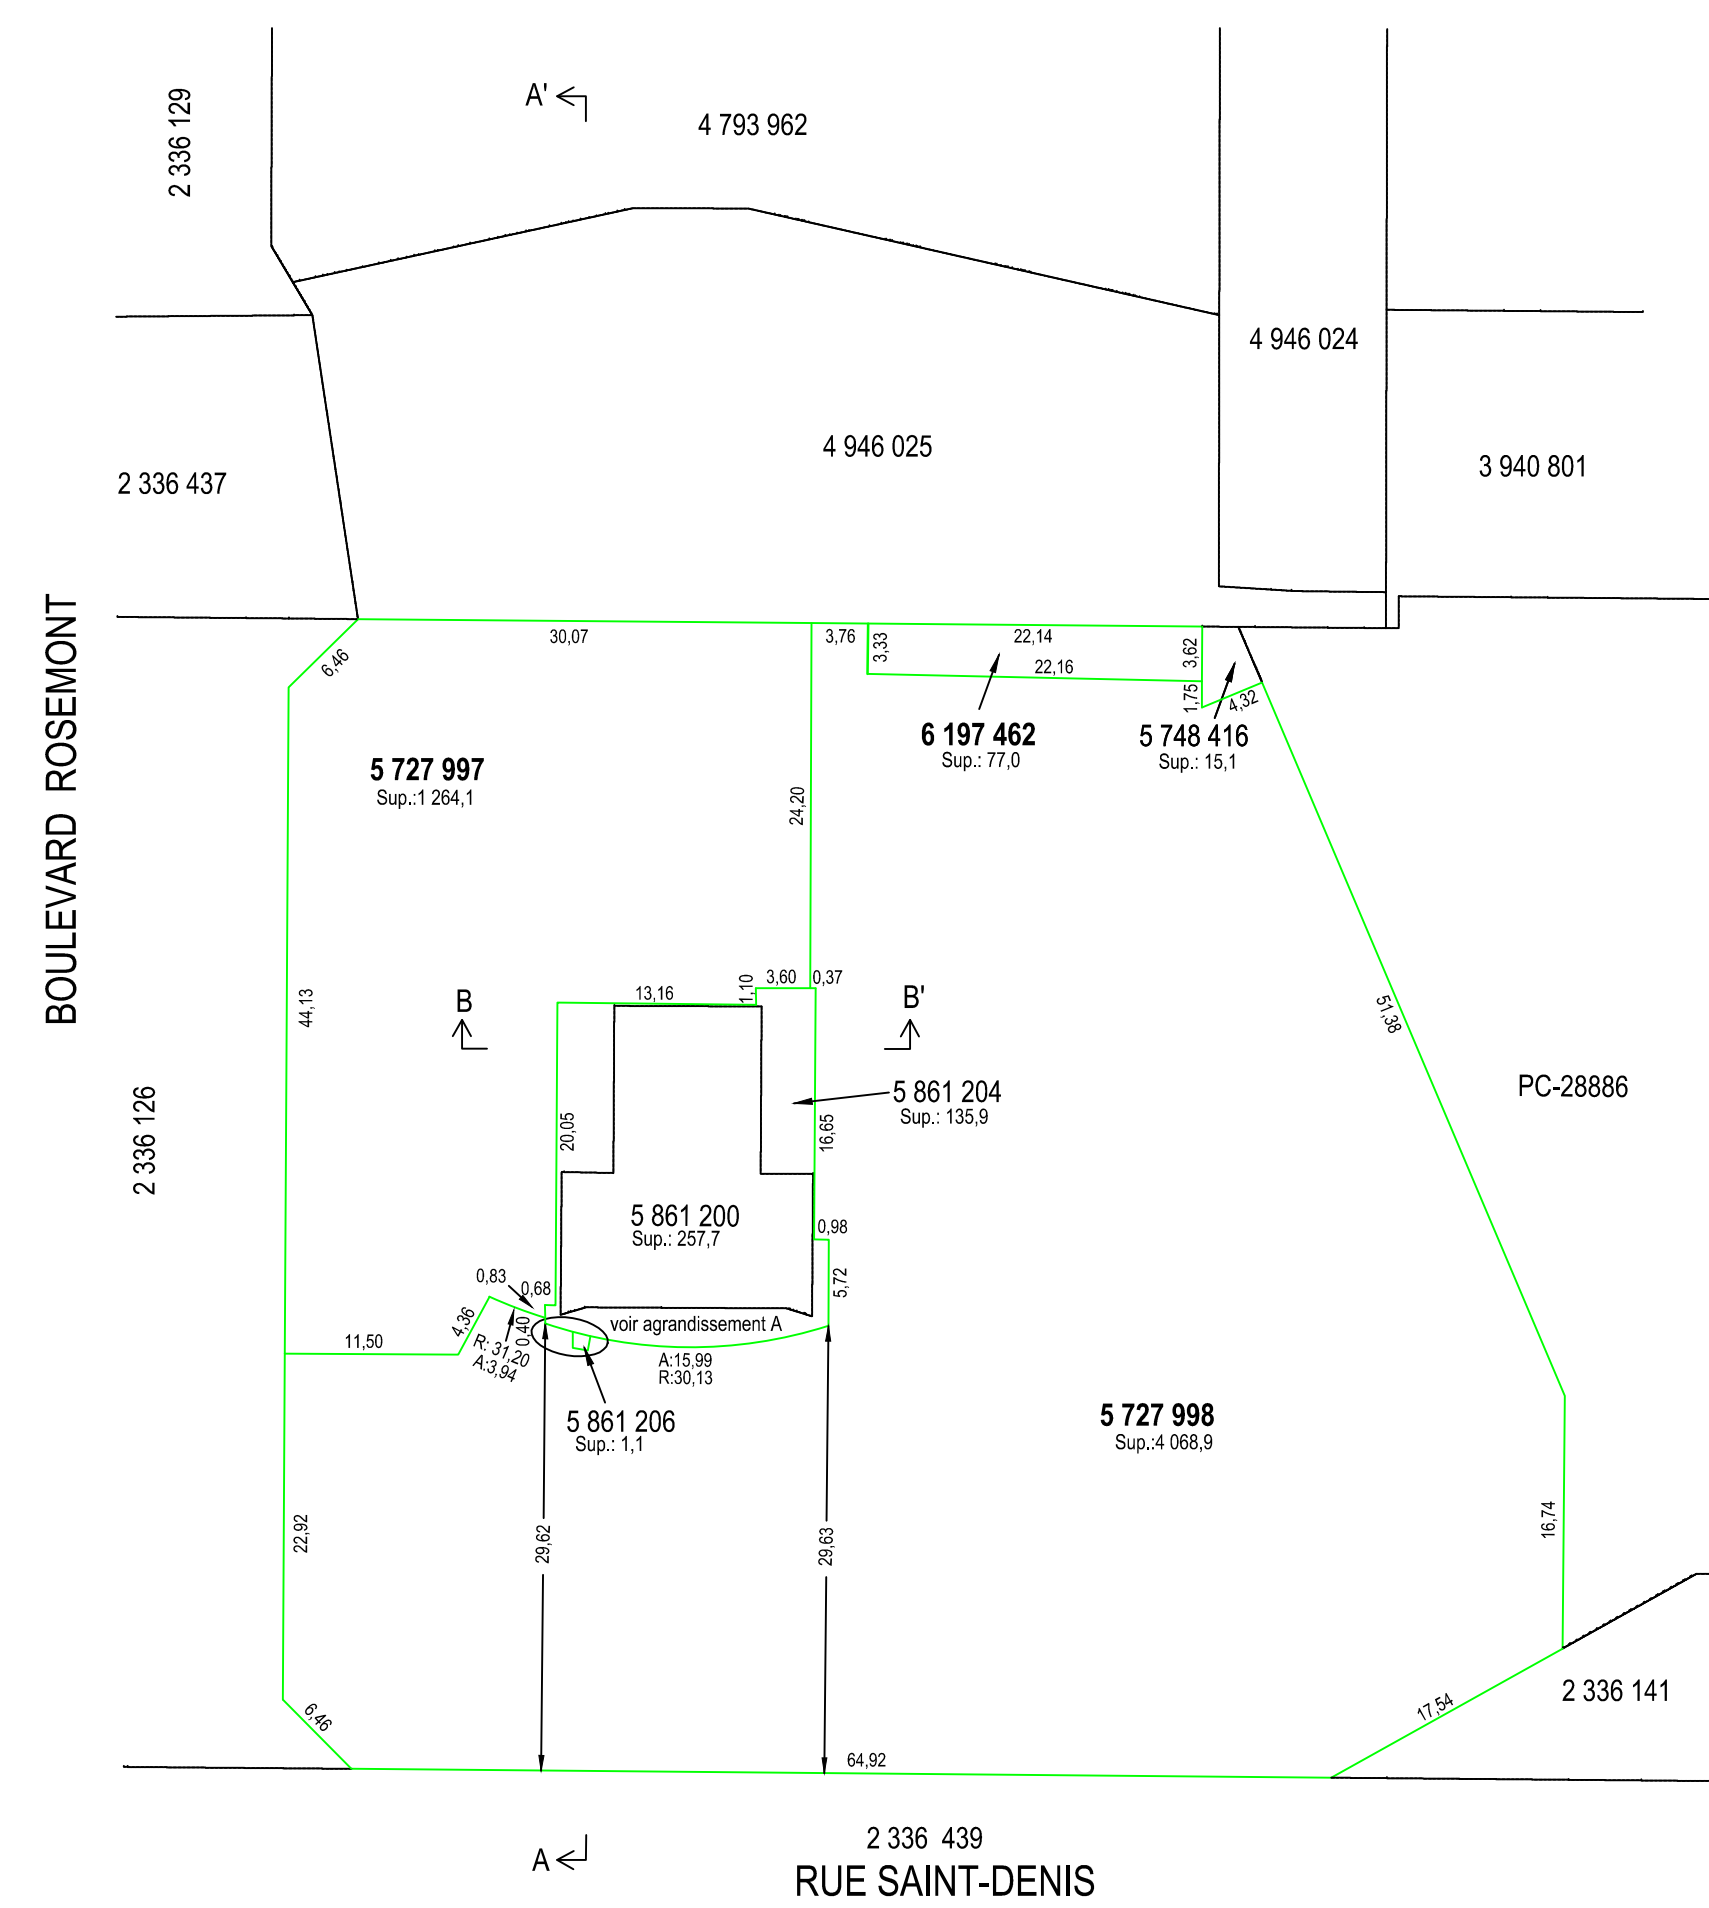 A'
4 793 962
2 336 129
4 946 024
4 946 025
3 940 801
2 336 437
BOULEVARD ROSEMONT
6,46
30,07
3,76
3,33
22,14
22,16
3,62
1,75
4,32
6 197 462
Sup.: 77,0
5 748 416
Sup.: 15,1
5 727 997
Sup.:1 264,1
24,20
44,13
B
13,16
1,10
3,60
0,37
B'
51,38
5 861 204
Sup.: 135,9
PC-28886
2 336 126
20,05
16,65
5 861 200
Sup.: 257,7
0,98
5,72
0,83
0,68
0,40
4,36
11,50
R: 31,20
A:3,94
voir agrandissement A
A:15,99
R:30,13
5 861 206
Sup.: 1,1
5 727 998
Sup.:4 068,9
22,92
29,62
29,63
16,74
6,46
17,54
2 336 141
64,92
A
2 336 439
RUE SAINT-DENIS